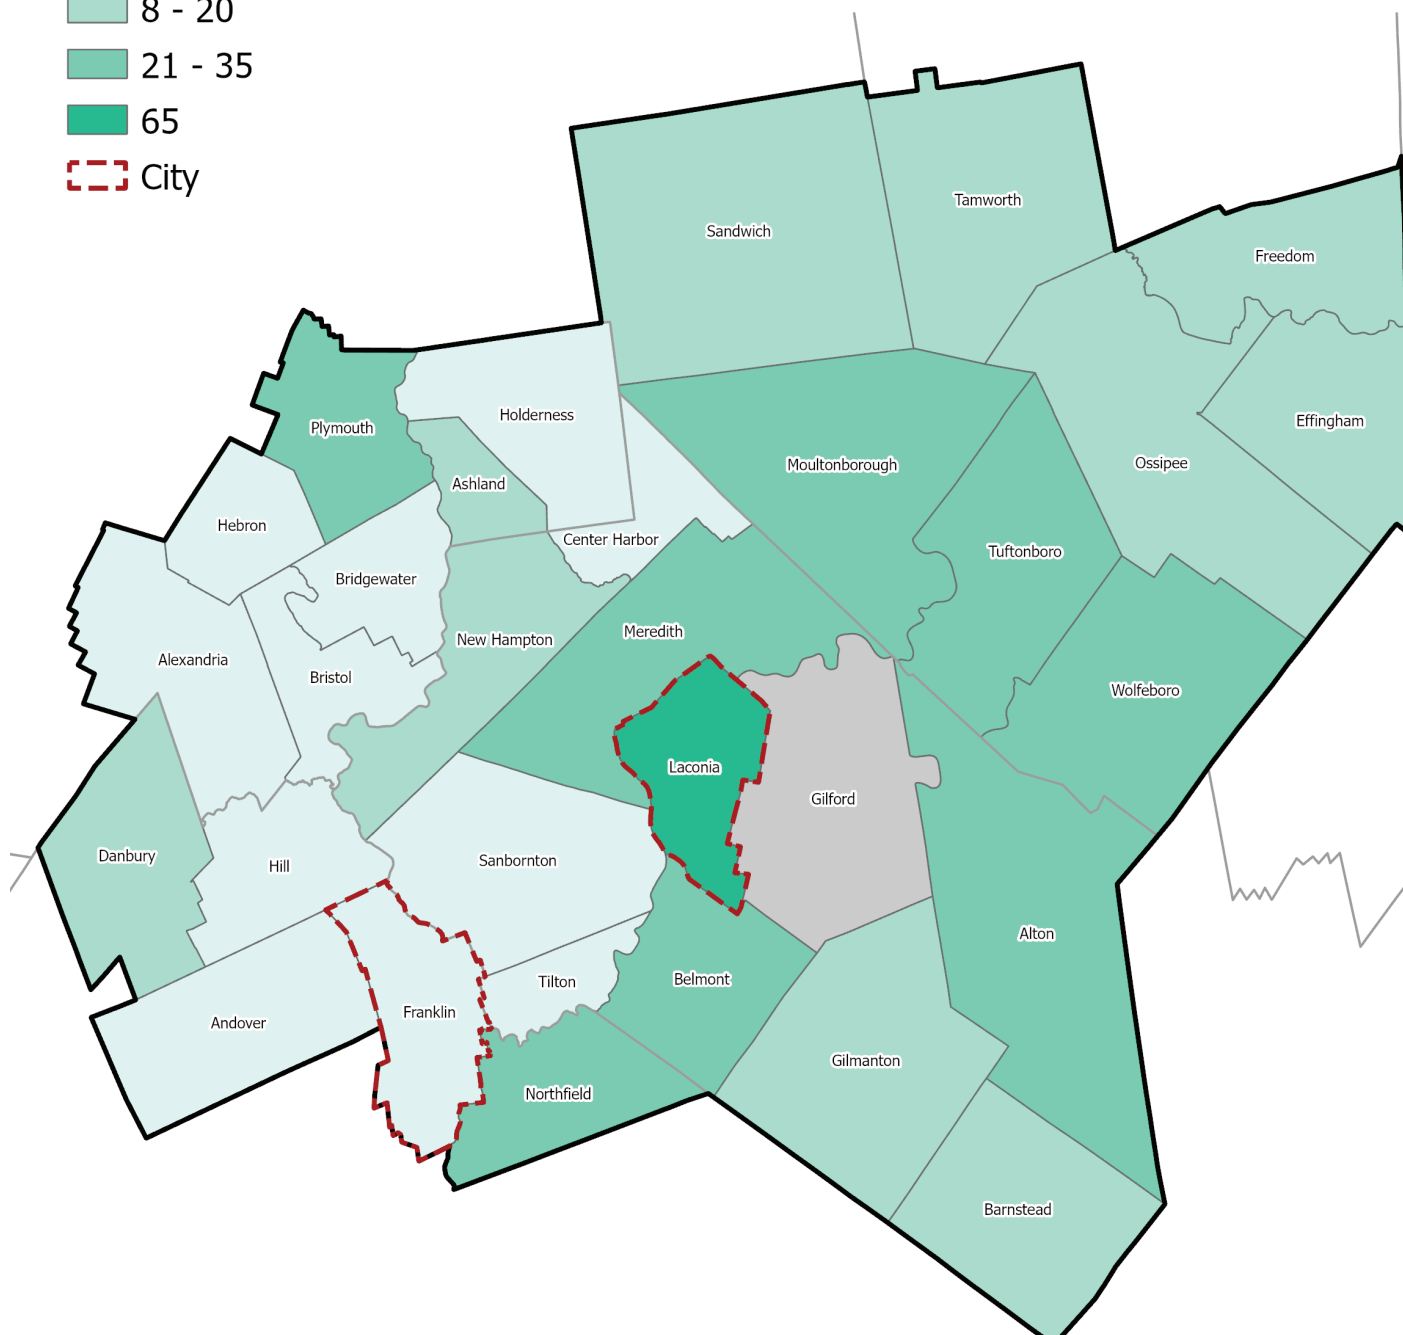 8 - 20
21 - 35
65
City
Tamworth
Sandwich
Freedom
Holderness
Effingham
Plymouth
Moultonborough
Ossipee
Ashland
Hebron
Center Harbor
Tuftonboro
Bridgewater
Meredith
New Hampton
Alexandria
Bristol
Wolfeboro
Laconia
Gilford
Danbury
Sanbornton
Hill
Alton
Belmont
Tilton
Franklin
Andover
Gilmanton
Northfield
Barnstead